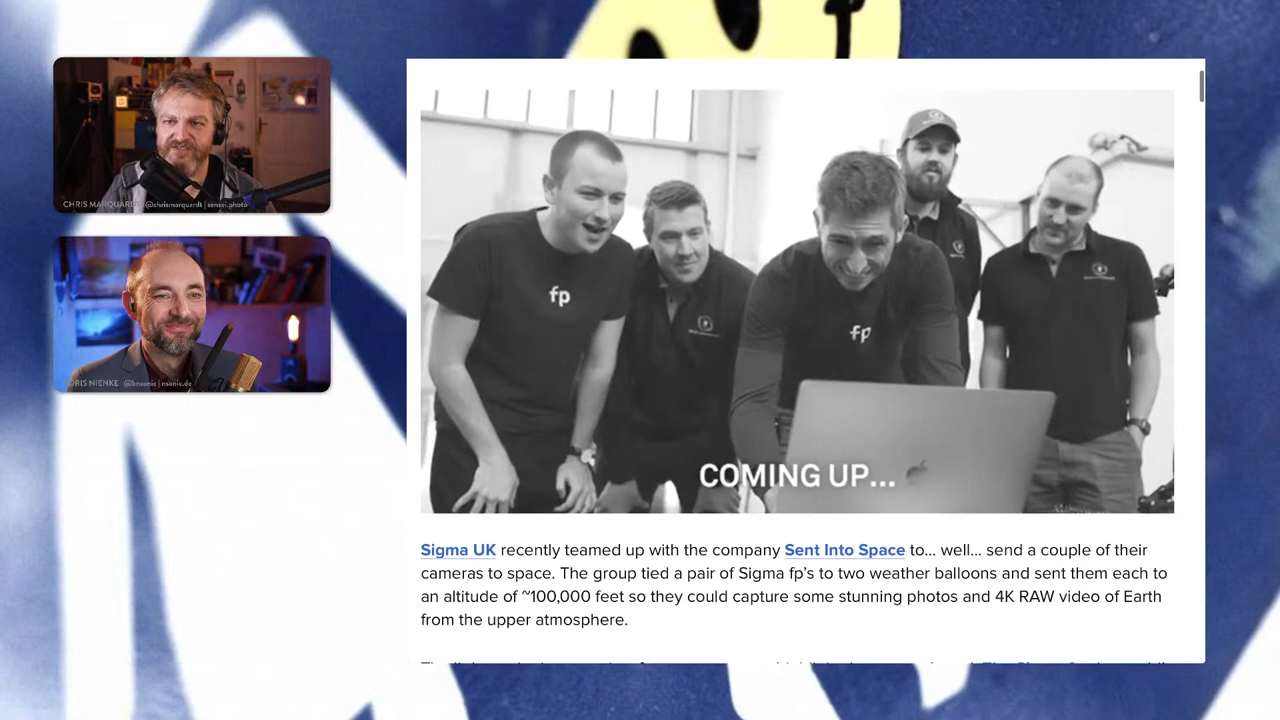 CHRIS MARQUARDT @chrismarquardt | sensei.photo
@bnsonic | nsonic.de
fp
fp
COMING UP...
Sigma UK recently teamed up with the company Sent Into Space to... well... send a couple of their
cameras to space. The group tied a pair of Sigma fp's to two weather balloons and sent them each to
an altitude of ~100,000 feet so they could capture some stunning photos and 4K RAW video of Earth
from the upper atmosphere.